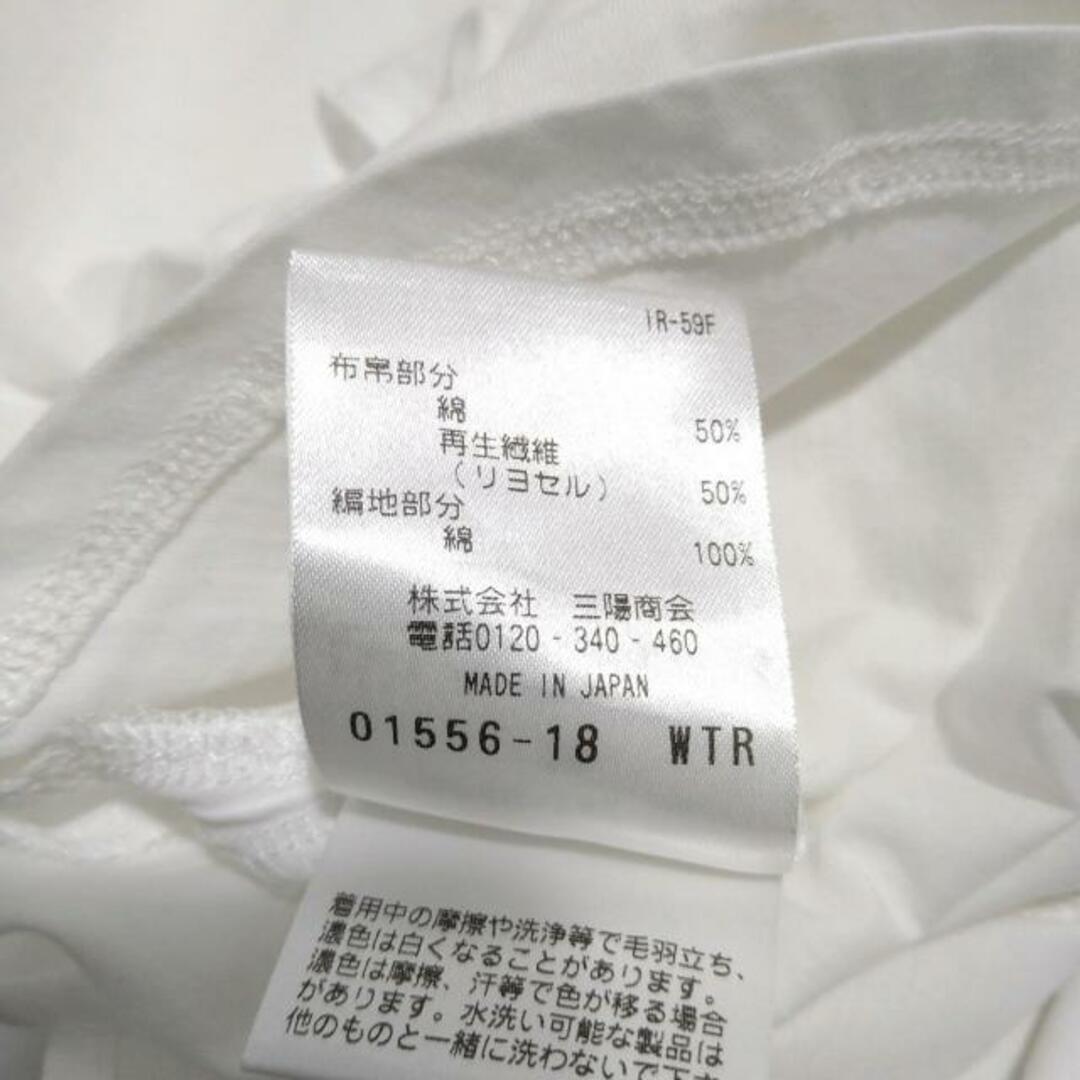 IR-59F
布帛部分
綿 50%
再生繊維
(リヨセル) 50%
編地部分
綿 100%
株式会社 三陽商会
電話0120-340-460
MADE IN JAPAN
01556-18 WTR
着用中の摩擦や洗浄等で毛羽立ち、
濃色は白くなることがあります。
濃色は摩擦、汗等で色が移る場合
があります。水洗い可能な製品は
他のものと一緒に洗わないで下さ